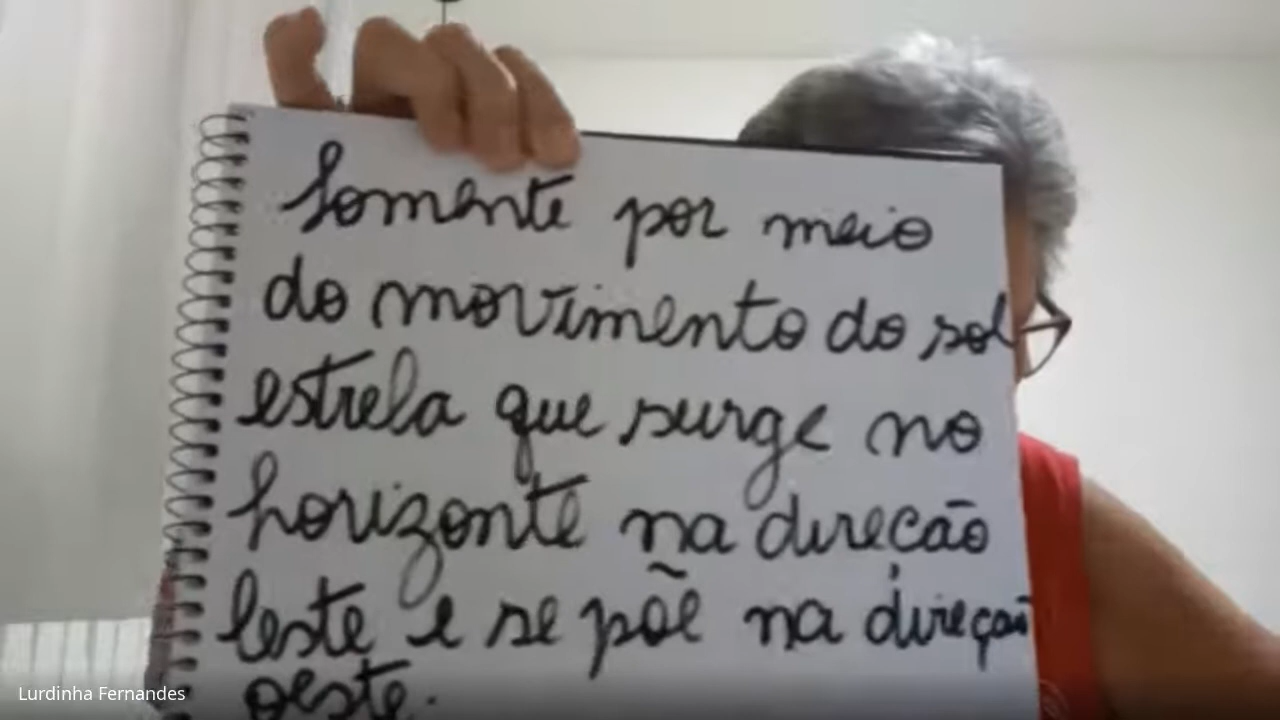 Somente por meio
do movimento do sol
estrela que surge no
horizonte na direcão
leste e se põe na direção
oeste.
Lurdinha Fernandes